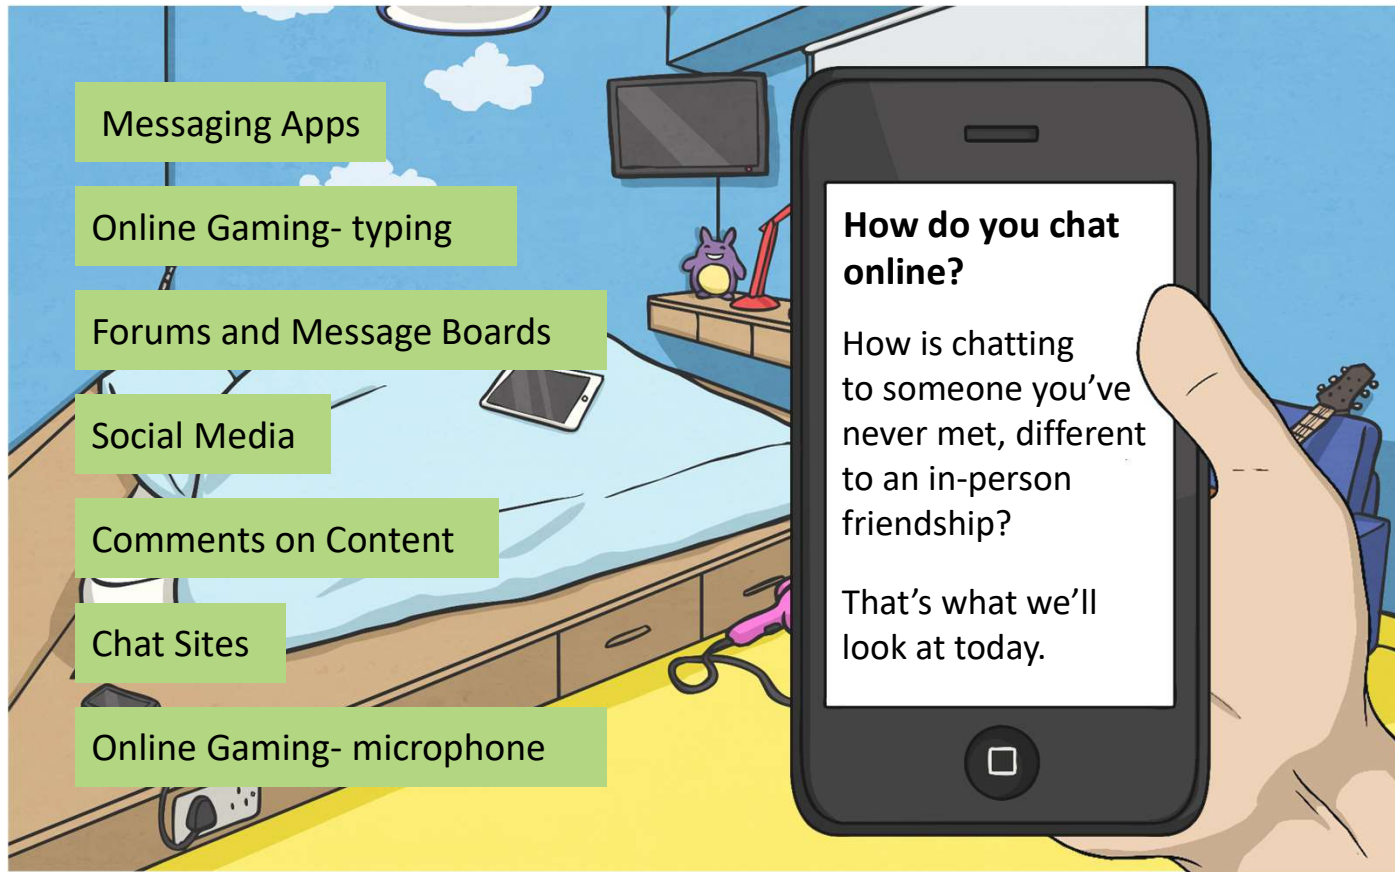 Messaging Apps
Online Gaming- typing
Forums and Message Boards
Social Media
Comments on Content
Chat Sites
Online Gaming- microphone
How do you chat
online?
How is chatting
to someone you’ve
never met, different
to an in-person
friendship?
That’s what we’ll
look at today.